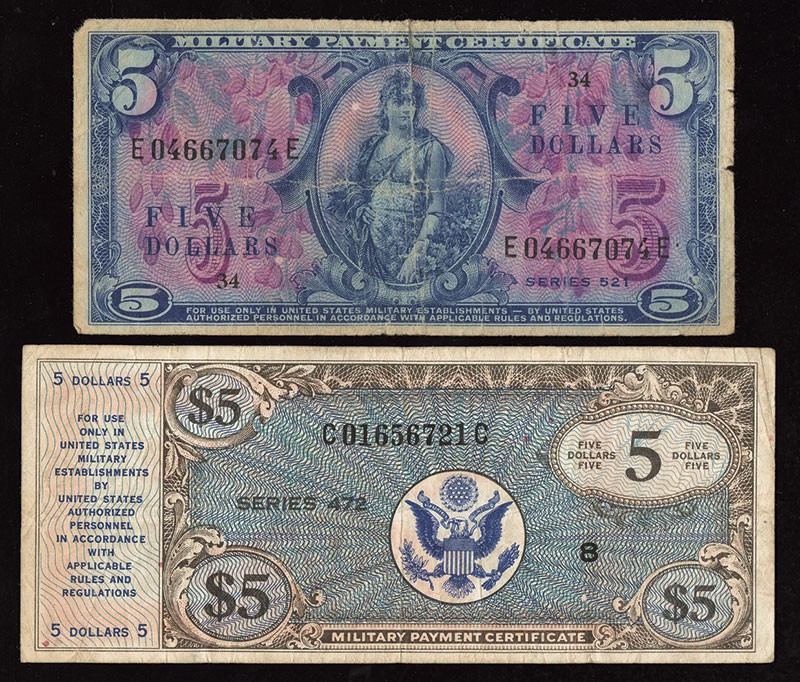 5 MILITARY PAYMENT CERTIFICATE 5
34
FIVE
DOLLARS
E04667074E
5
FIVE
DOLLARS
5
E04667074E
34
SERIES 521
5 5
FOR USE ONLY IN UNITED STATES MILITARY ESTABLISHMENTS — BY UNITED STATES
AUTHORIZED PERSONNEL IN ACCORDANCE WITH APPLICABLE RULES AND REGULATIONS.
5 DOLLARS 5
FOR USE
ONLY IN
UNITED STATES
MILITARY
ESTABLISHMENTS
BY
UNITED STATES
AUTHORIZED
PERSONNEL
IN ACCORDANCE
WITH
APPLICABLE
RULES AND
REGULATIONS
5 DOLLARS 5
$5
C01656721C
FIVE
DOLLARS
FIVE
5
FIVE
DOLLARS
FIVE
SERIES 472
8
$5
$5
MILITARY PAYMENT CERTIFICATE